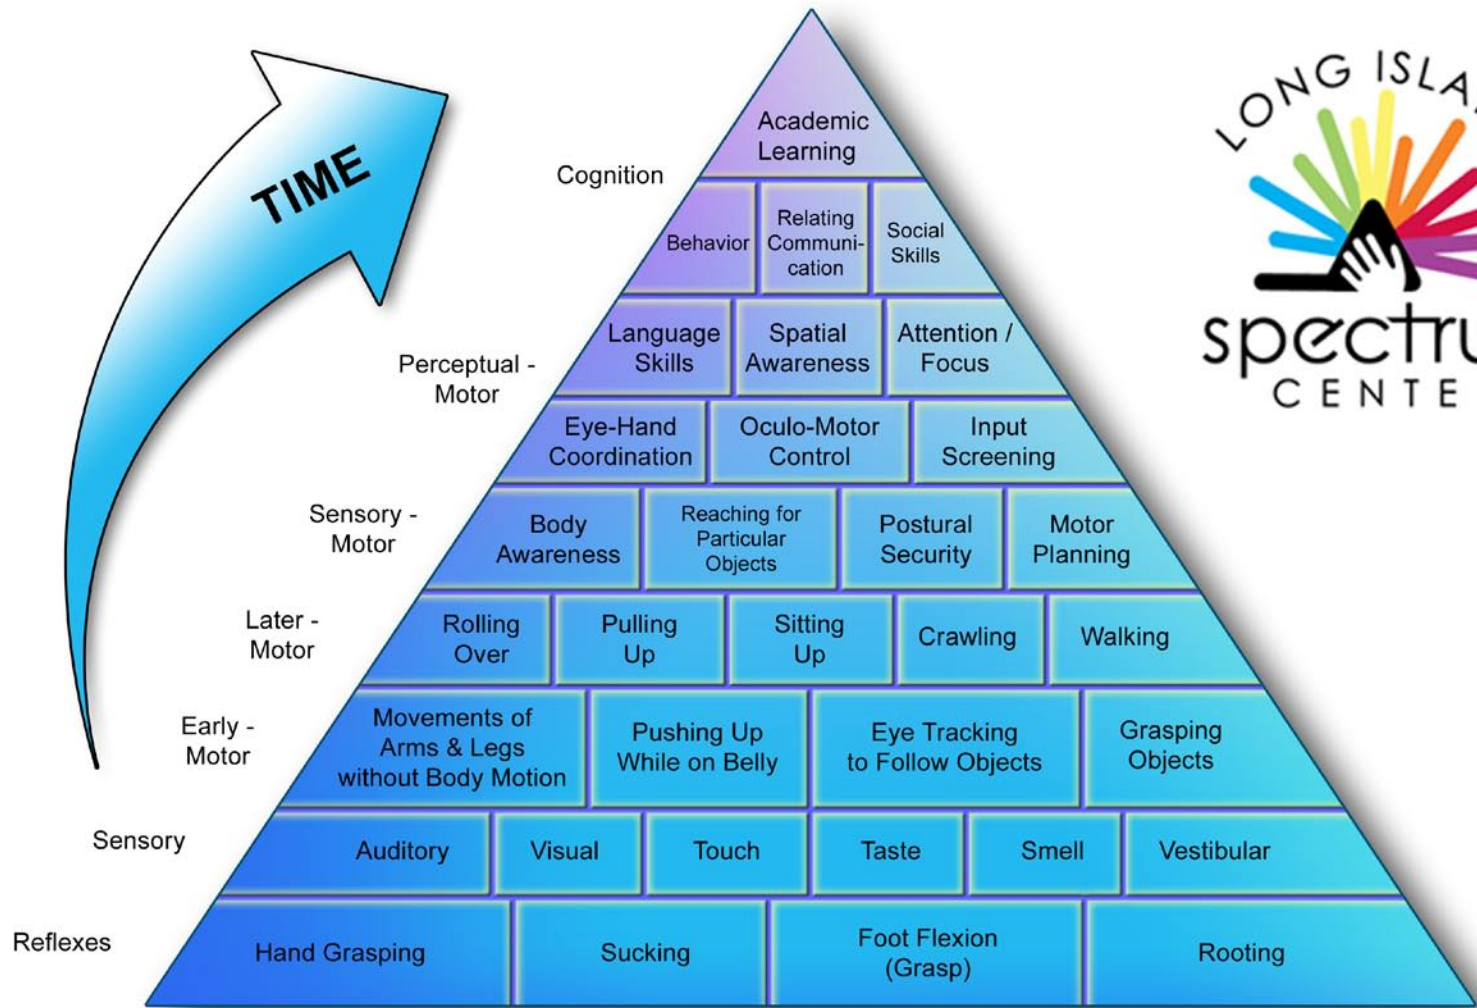 TIME
LONG ISLA
spectru
CENTE
Academic
Learning
Cognition
Behavior
Relating
Communi-
cation
Social
Skills
Perceptual -
Motor
Language
Skills
Spatial
Awareness
Attention /
Focus
Eye-Hand
Coordination
Oculo-Motor
Control
Input
Screening
Sensory -
Motor
Body
Awareness
Reaching for
Particular
Objects
Postural
Security
Motor
Planning
Later -
Motor
Rolling
Over
Pulling
Up
Sitting
Up
Crawling
Walking
Early -
Motor
Movements of
Arms & Legs
without Body Motion
Pushing Up
While on Belly
Eye Tracking
to Follow Objects
Grasping
Objects
Sensory
Auditory
Visual
Touch
Taste
Smell
Vestibular
Reflexes
Hand Grasping
Sucking
Foot Flexion
(Grasp)
Rooting